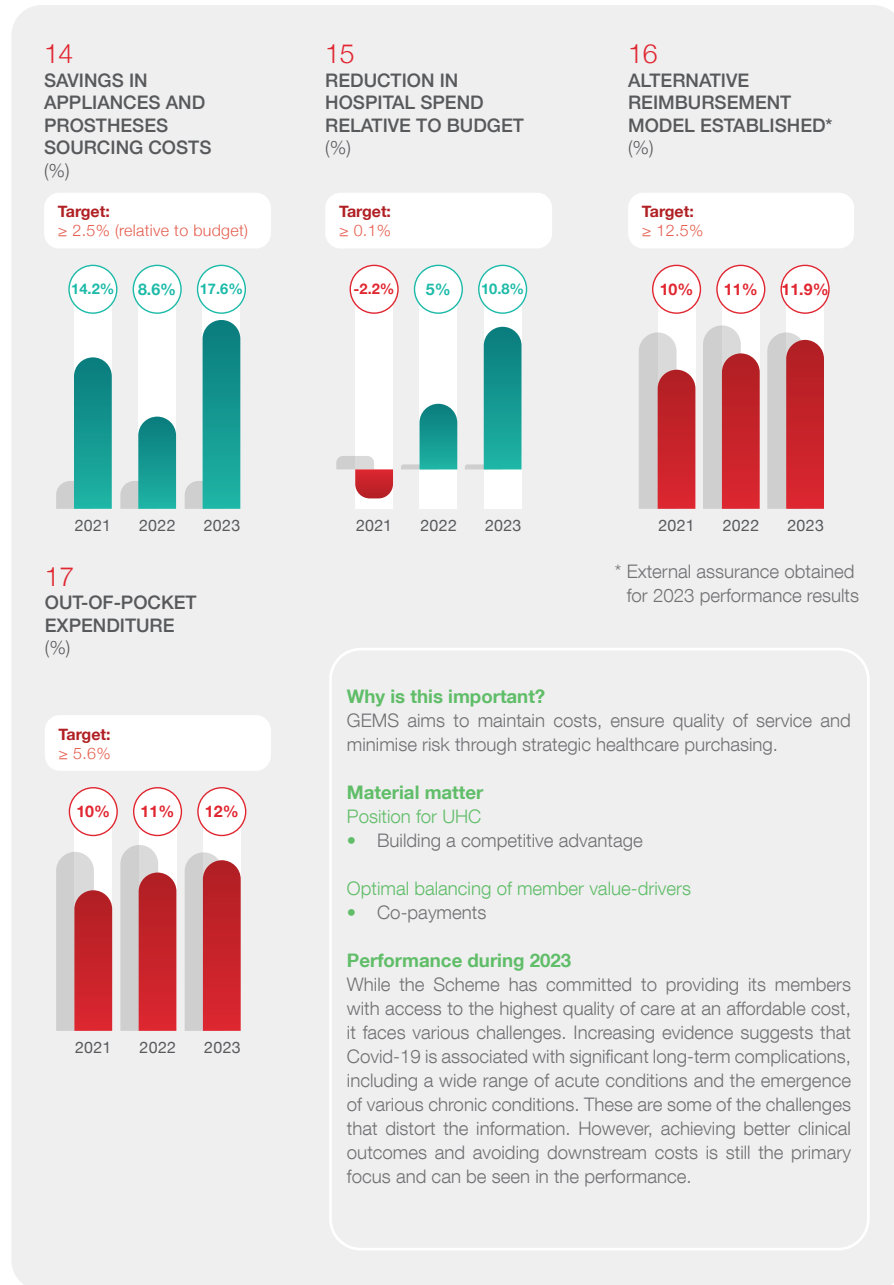 14
SAVINGS IN
APPLIANCES AND
PROSTHESES
SOURCING COSTS
(%)
Target:
≥ 2.5% (relative to budget)
14.2% 8.6% 17.6%
2021 2022 2023
15
REDUCTION IN
HOSPITAL SPEND
RELATIVE TO BUDGET
(%)
Target:
≥ 0.1%
-2.2% 5% 10.8%
2021 2022 2023
16
ALTERNATIVE
REIMBURSEMENT
MODEL ESTABLISHED*
(%)
Target:
≥ 12.5%
10% 11% 11.9%
2021 2022 2023
* External assurance obtained
for 2023 performance results
17
OUT-OF-POCKET
EXPENDITURE
(%)
Target:
≥ 5.6%
10% 11% 12%
2021 2022 2023
Why is this important?
GEMS aims to maintain costs, ensure quality of service and
minimise risk through strategic healthcare purchasing.
Material matter
Position for UHC
• Building a competitive advantage
Optimal balancing of member value-drivers
• Co-payments
Performance during 2023
While the Scheme has committed to providing its members
with access to the highest quality of care at an affordable cost,
it faces various challenges. Increasing evidence suggests that
Covid-19 is associated with significant long-term complications,
including a wide range of acute conditions and the emergence
of various chronic conditions. These are some of the challenges
that distort the information. However, achieving better clinical
outcomes and avoiding downstream costs is still the primary
focus and can be seen in the performance.